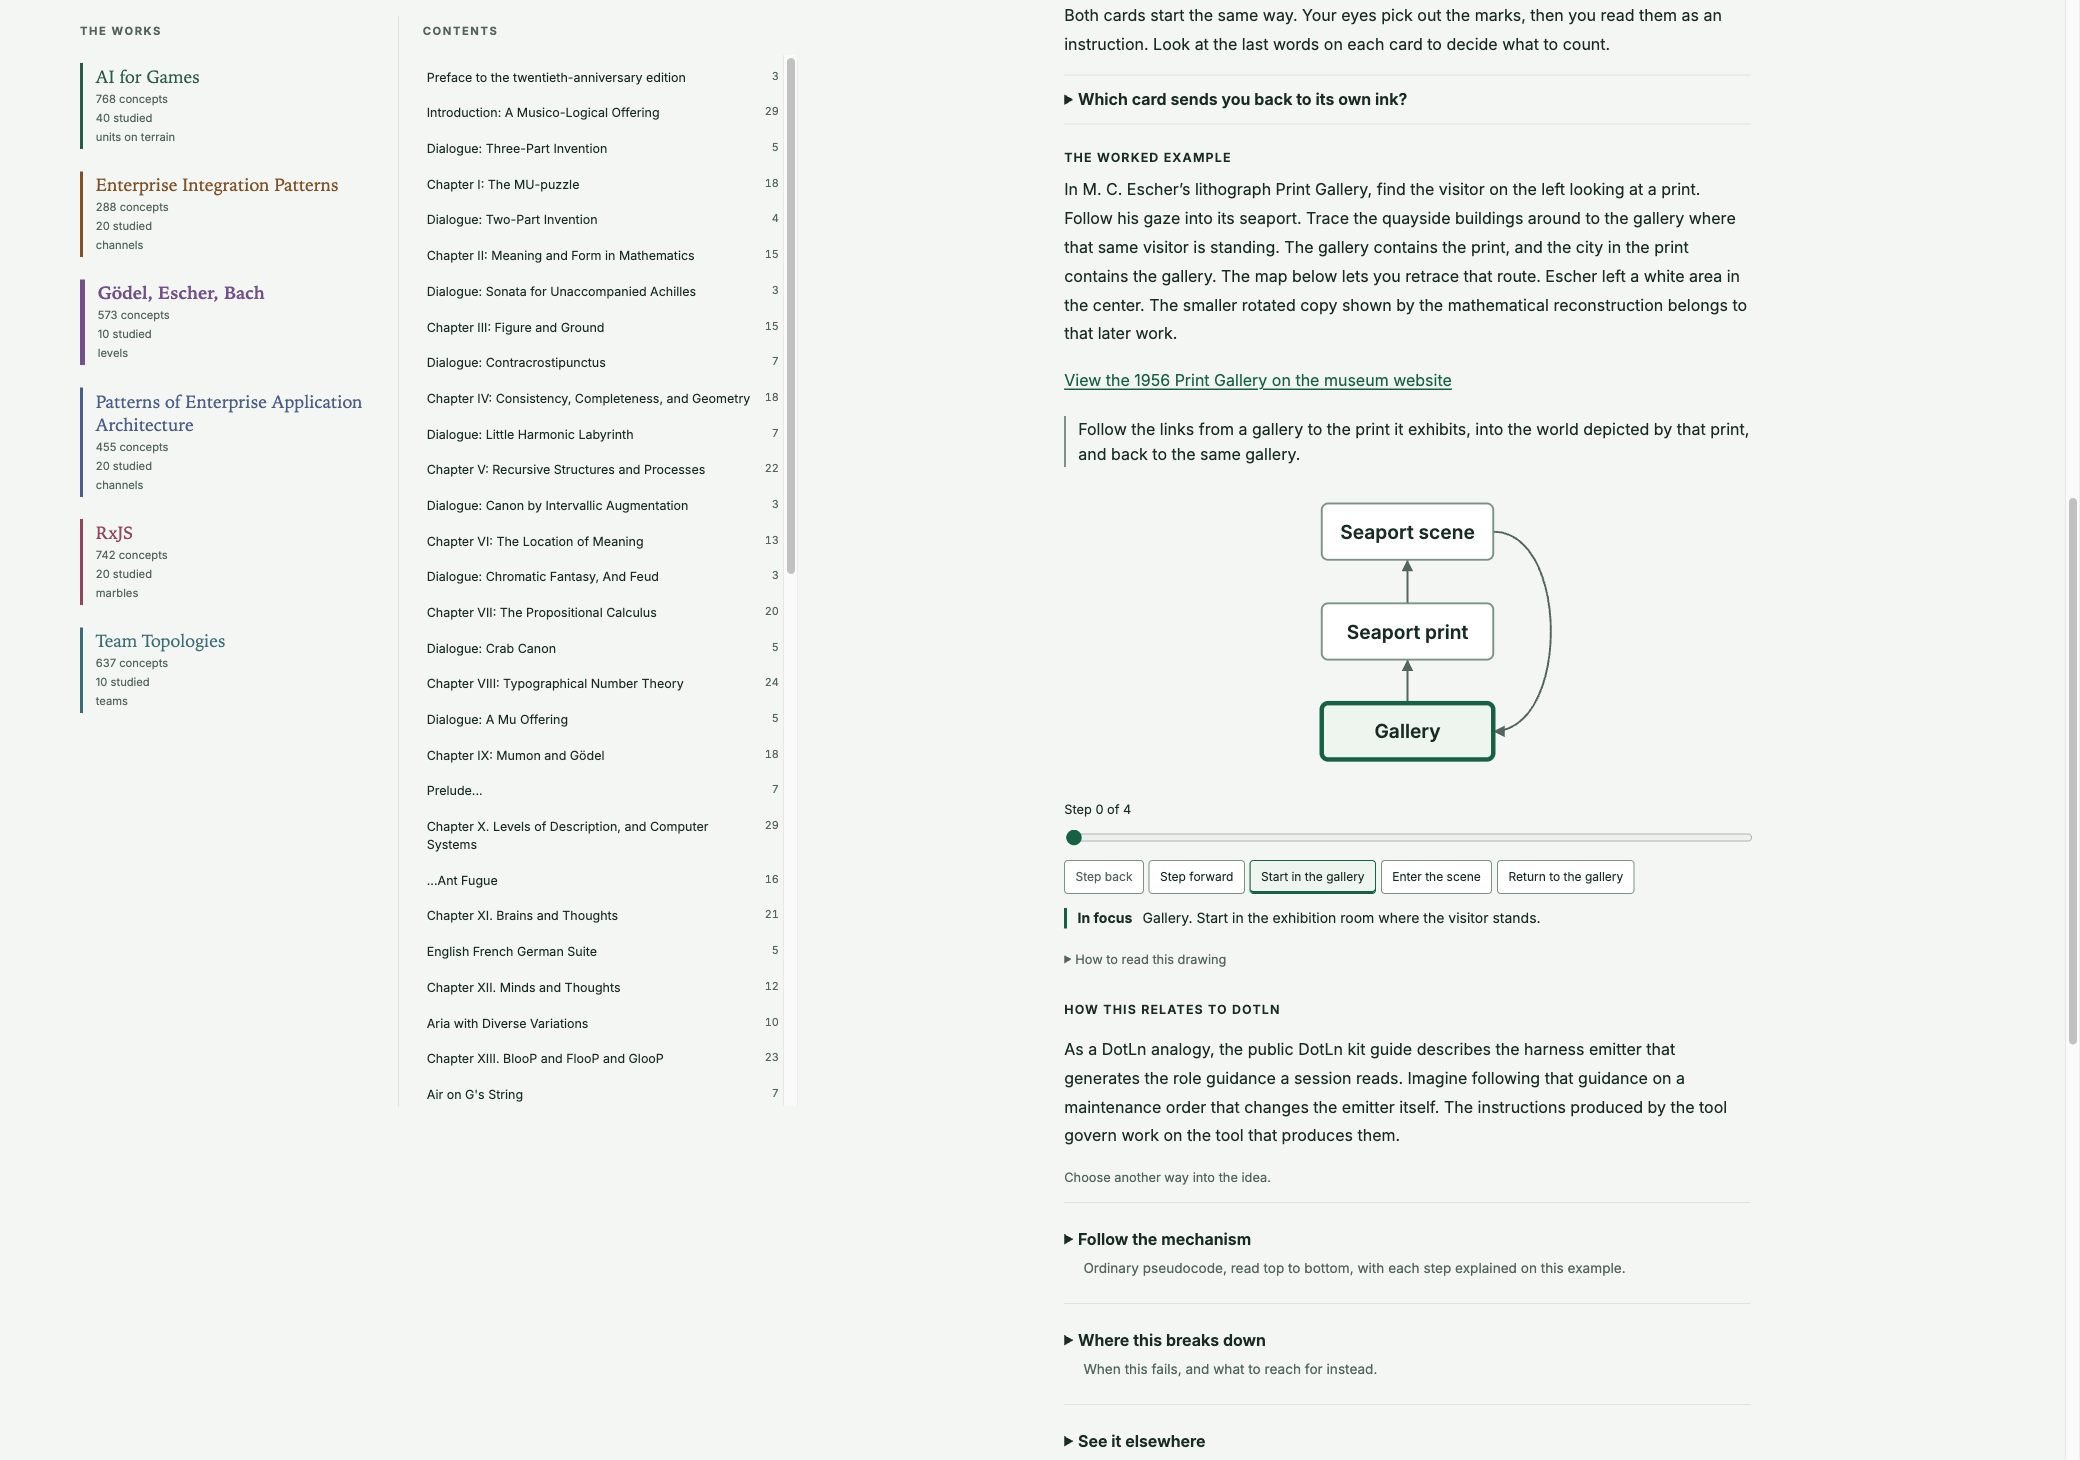 THE WORKS
AI for Games
768 concepts
40 studied
units on terrain
Enterprise Integration Patterns
288 concepts
20 studied
channels
Gödel, Escher, Bach
573 concepts
10 studied
levels
Patterns of Enterprise Application
Architecture
455 concepts
20 studied
channels
RxJS
742 concepts
20 studied
marbles
Team Topologies
637 concepts
10 studied
teams
CONTENTS
Preface to the twentieth-anniversary edition 3
Introduction: A Musico-Logical Offering 29
Dialogue: Three-Part Invention 5
Chapter I: The MU-puzzle 18
Dialogue: Two-Part Invention 4
Chapter II: Meaning and Form in Mathematics 15
Dialogue: Sonata for Unaccompanied Achilles 3
Chapter III: Figure and Ground 15
Dialogue: Contracrostipunctus 7
Chapter IV: Consistency, Completeness, and Geometry 18
Dialogue: Little Harmonic Labyrinth 7
Chapter V: Recursive Structures and Processes 22
Dialogue: Canon by Intervallic Augmentation 3
Chapter VI: The Location of Meaning 13
Dialogue: Chromatic Fantasy, And Feud 3
Chapter VII: The Propositional Calculus 20
Dialogue: Crab Canon 5
Chapter VIII: Typographical Number Theory 24
Dialogue: A Mu Offering 5
Chapter IX: Mumon and Gödel 18
Prelude... 7
Chapter X. Levels of Description, and Computer 29
Systems
...Ant Fugue 16
Chapter XI. Brains and Thoughts 21
English French German Suite 5
Chapter XII. Minds and Thoughts 12
Aria with Diverse Variations 10
Chapter XIII. BlooP and FlooP and GlooP 23
Air on G's String 7
Both cards start the same way. Your eyes pick out the marks, then you read them as an
instruction. Look at the last words on each card to decide what to count.
Which card sends you back to its own ink?
THE WORKED EXAMPLE
In M. C. Escher’s lithograph Print Gallery, find the visitor on the left looking at a print.
Follow his gaze into its seaport. Trace the quayside buildings around to the gallery where
that same visitor is standing. The gallery contains the print, and the city in the print
contains the gallery. The map below lets you retrace that route. Escher left a white area in
the center. The smaller rotated copy shown by the mathematical reconstruction belongs to
that later work.
View the 1956 Print Gallery on the museum website
Follow the links from a gallery to the print it exhibits, into the world depicted by that print,
and back to the same gallery.
Seaport scene
Seaport print
Gallery
Step 0 of 4
Step back Step forward Start in the gallery Enter the scene Return to the gallery
In focus Gallery. Start in the exhibition room where the visitor stands.
How to read this drawing
HOW THIS RELATES TO DOTLN
As a DotLn analogy, the public DotLn kit guide describes the harness emitter that
generates the role guidance a session reads. Imagine following that guidance on a
maintenance order that changes the emitter itself. The instructions produced by the tool
govern work on the tool that produces them.
Choose another way into the idea.
Follow the mechanism
Ordinary pseudocode, read top to bottom, with each step explained on this example.
Where this breaks down
When this fails, and what to reach for instead.
See it elsewhere